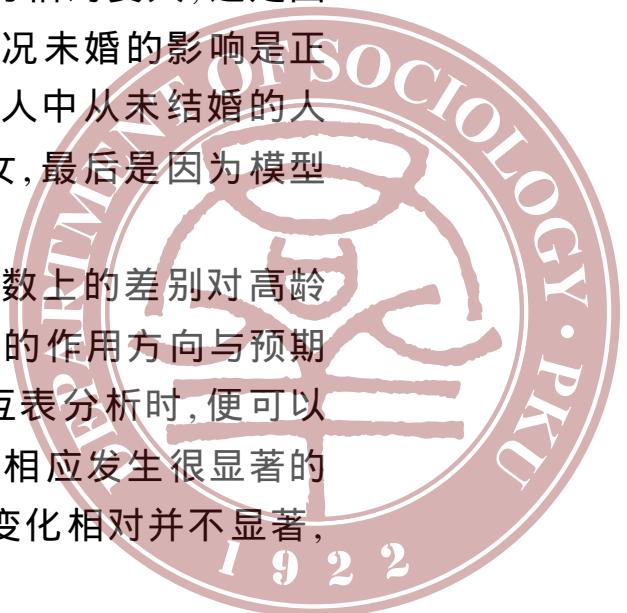 况未婚的影响是正
人中从未结婚的人
女,最后是因为模型
数上的差别对高龄
的作用方向与预期
互表分析时,便可以
相应发生很显著的
变化相对并不显著,
DEPARTMENT OF SOCIOLOGY · PKU
1922